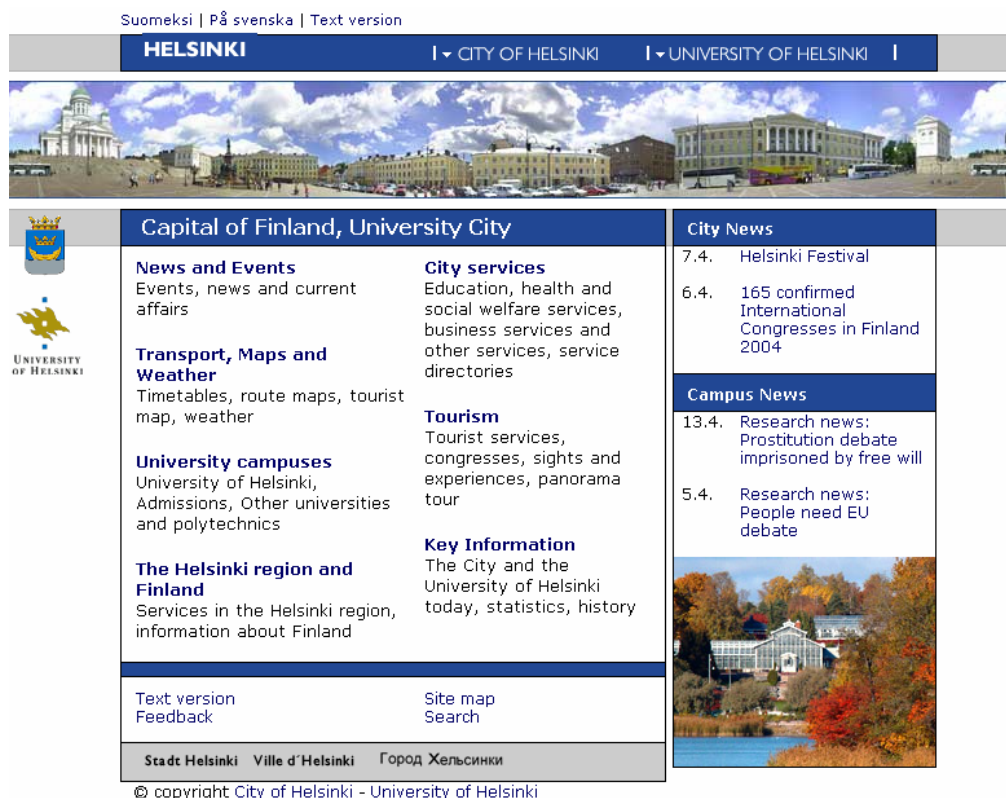 Suomeksi | På svenska | Text version
HELSINKI
CITY OF HELSINKI
UNIVERSITY OF HELSINKI
UNIVERSITY
OF HELSINKI
Capital of Finland, University City
News and Events
Events, news and current
affairs
Transport, Maps and
Weather
Timetables, route maps, tourist
map, weather
University campuses
University of Helsinki,
Admissions, Other universities
and polytechnics
The Helsinki region and
Finland
Services in the Helsinki region,
information about Finland
City services
Education, health and
social welfare services,
business services and
other services, service
directories
Tourism
Tourist services,
congresses, sights and
experiences, panorama
tour
Key Information
The City and the
University of Helsinki
today, statistics, history
City News
7.4. Helsinki Festival
6.4. 165 confirmed
International
Congresses in Finland
2004
Campus News
13.4. Research news:
Prostitution debate
imprisoned by free will
5.4. Research news:
People need EU
debate
Text version
Feedback
Site map
Search
Stadt Helsinki Ville d´Helsinki Город Хельсинки
© copyright City of Helsinki - University of Helsinki